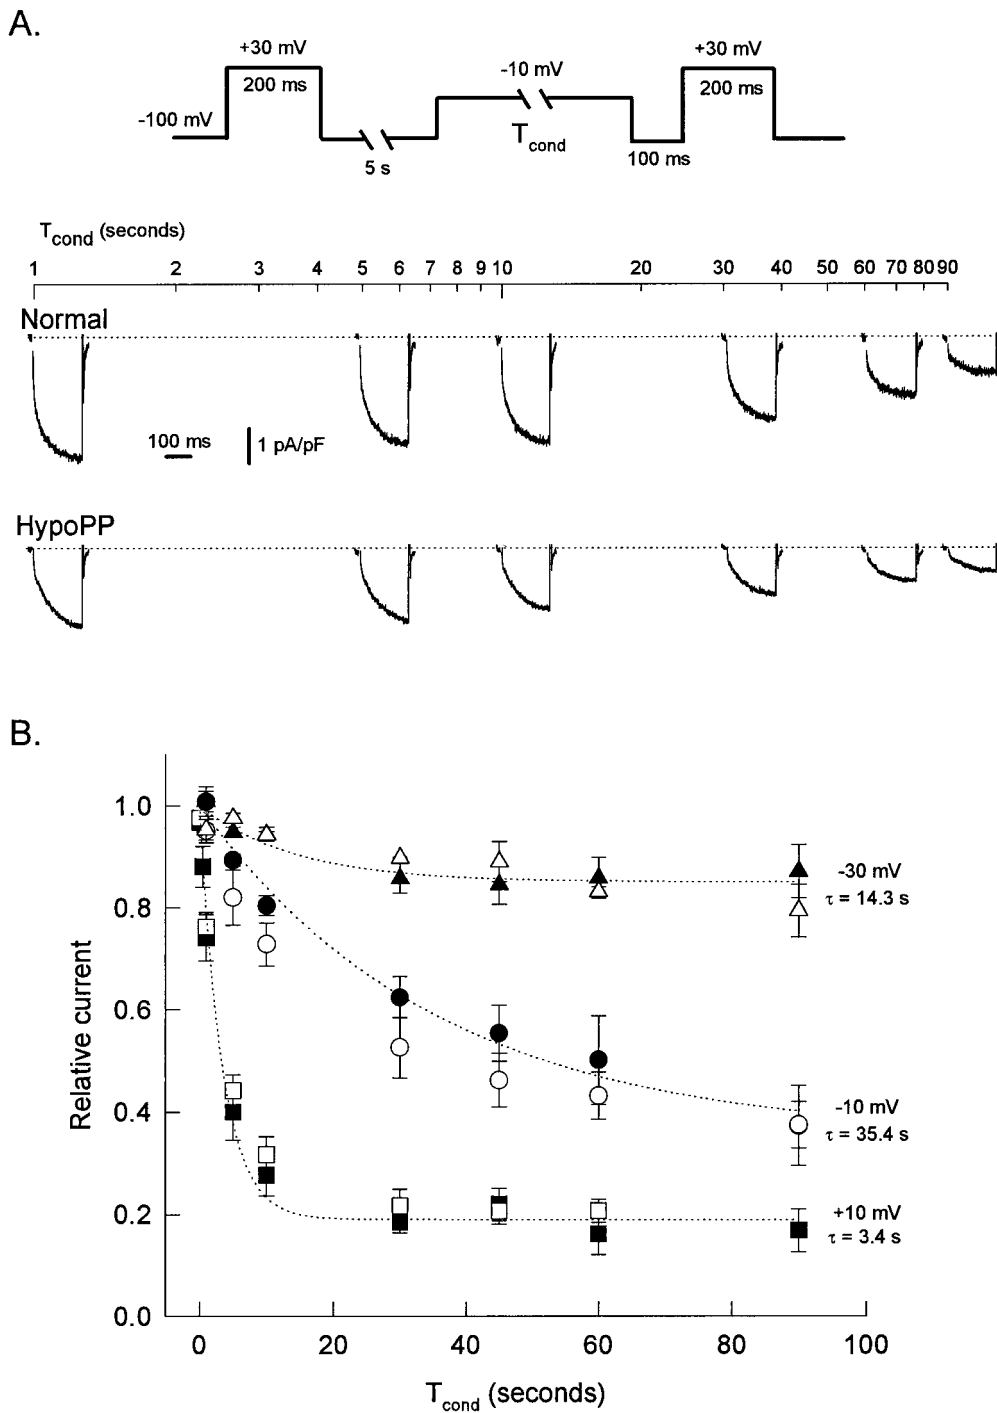 A.
+30 mV
200 ms
-100 mV
5 s
-10 mV
T cond
100 ms
+30 mV
200 ms
T cond (seconds)
1 2 3 4 5 6 7 8 9 10 20 30 40 50 60 70 80 90
Normal
100 ms
1 pA/pF
HypoPP
B.
Relative current
1.0
0.8
0.6
0.4
0.2
0.0
-30 mV
τ = 14.3 s
-10 mV
τ = 35.4 s
+10 mV
τ = 3.4 s
0 20 40 60 80 100
T cond (seconds)